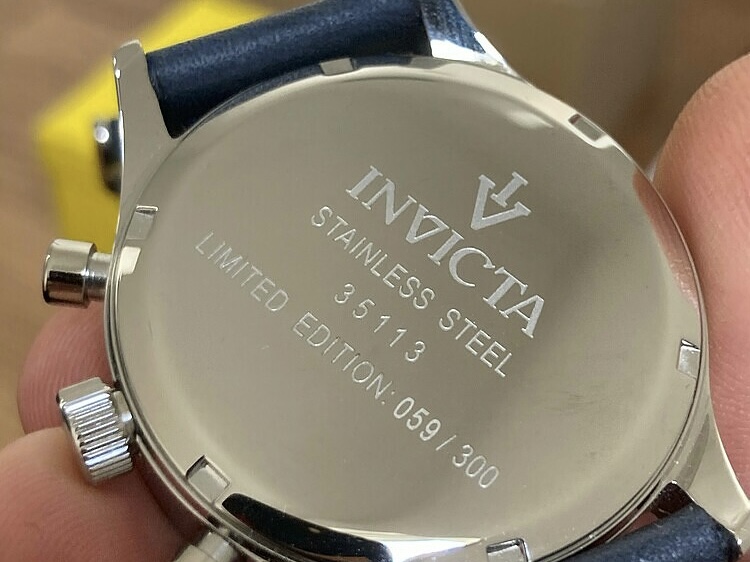 INVICTA
STAINLESS STEEL
35113
LIMITED EDITION: 059/300